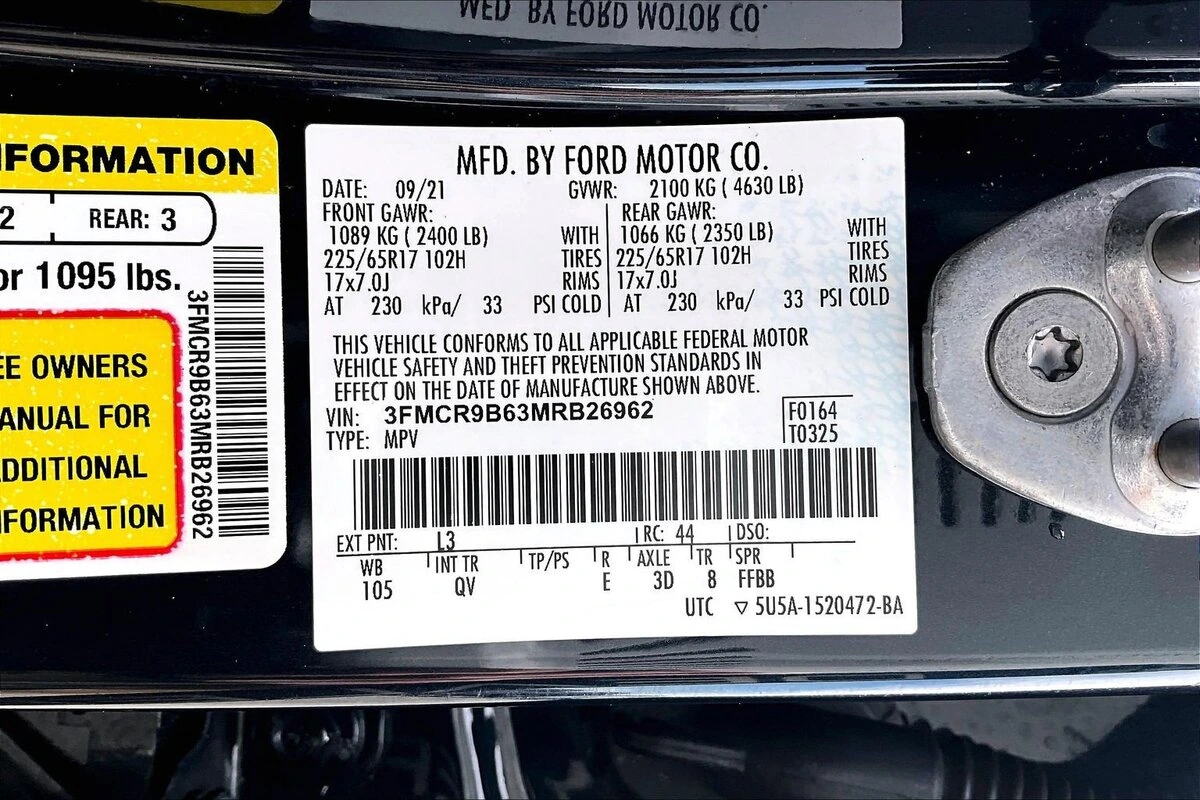 MFD. BY FORD MOTOR CO.
INFORMATION
2 REAR: 3
or 1095 lbs.
3FMCR9B63MRB26962
EE OWNERS
MANUAL FOR
ADDITIONAL
INFORMATION
MFD. BY FORD MOTOR CO.
DATE: 09/21 GVWR: 2100 KG ( 4630 LB)
FRONT GAWR: REAR GAWR:
1089 KG ( 2400 LB) WITH 1066 KG ( 2350 LB) WITH
225/65R17 102H TIRES 225/65R17 102H TIRES
17x7.0J RIMS 17x7.0J RIMS
AT 230 kPa/ 33 PSI COLD AT 230 kPa/ 33 PSI COLD
THIS VEHICLE CONFORMS TO ALL APPLICABLE FEDERAL MOTOR
VEHICLE SAFETY AND THEFT PREVENTION STANDARDS IN
EFFECT ON THE DATE OF MANUFACTURE SHOWN ABOVE.
VIN: 3FMCR9B63MRB26962 F0164
TYPE: MPV T0325
EXT PNT: L3 RC: 44 DSO:
WB INT TR TP/PS R AXLE TR SPR
105 QV E 3D 8 FFBB
UTC ▽ 5U5A-1520472-BA